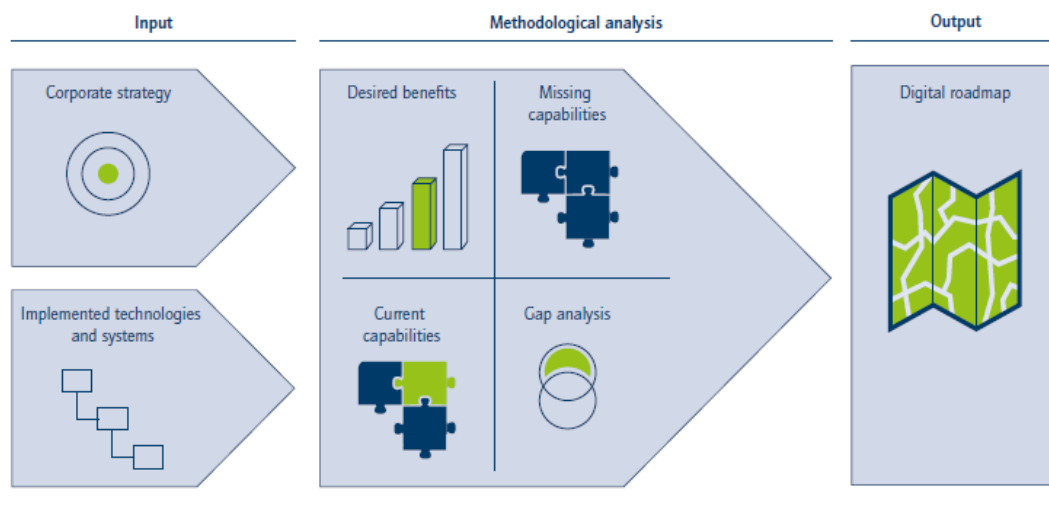 Input
Methodological analysis
Output
Corporate strategy
Implemented technologies
and systems
Desired benefits
Missing
capabilities
Current
capabilities
Gap analysis
Digital roadmap